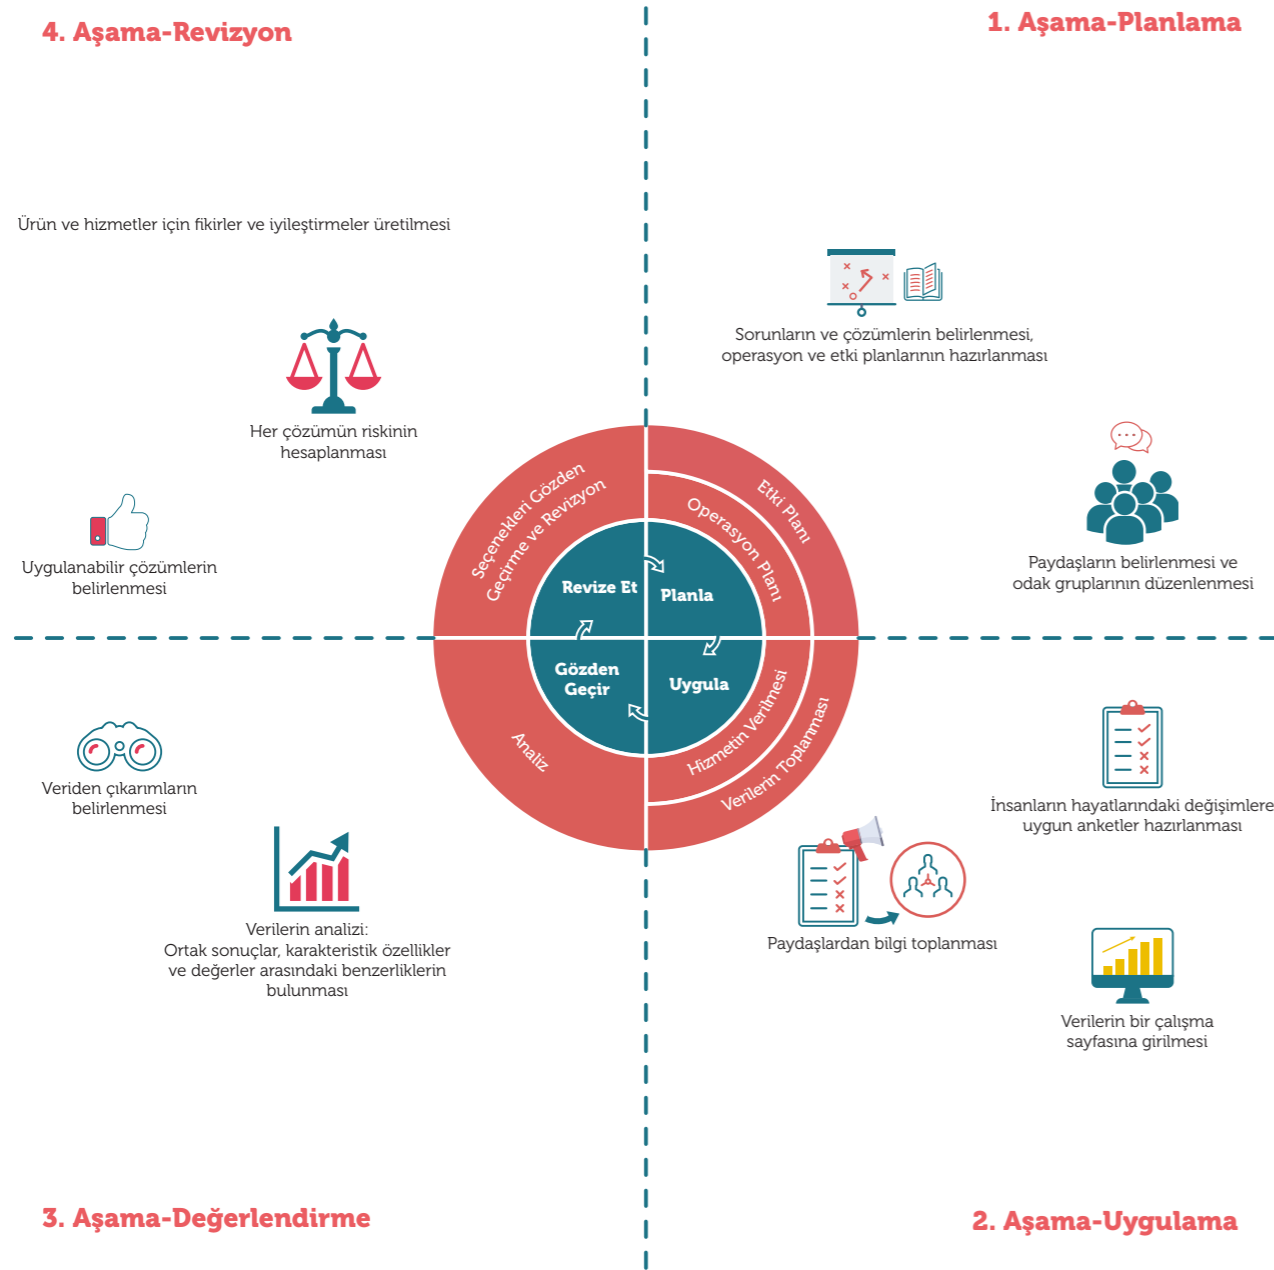 4. Aşama-Revizyon
1. Aşama-Planlama
Ürün ve hizmetler için fikirler ve iyileştirmeler üretilmesi
Her çözümün riskinin
hesaplanması
Uygulanabilir çözümlerin
belirlenmesi
Sorunların ve çözümlerin belirlenmesi,
operasyon ve etki planlarının hazırlanması
Paydaşların belirlenmesi ve
odak gruplarının düzenlenmesi
Seçenekleri Gözden
Geçirme ve Revizyon
Etki Planı
Operasyon Planı
Revize Et
Planla
Gözden
Geçir
Uygula
Analiz
Hizmetin Verilmesi
Verilerin Toplanması
Veriden çıkarımların
belirlenmesi
Verilerin analizi:
Ortak sonuçlar, karakteristik özellikler
ve değerler arasındaki benzerliklerin
bulunması
İnsanların hayatlarındaki değişimlere
uygun anketler hazırlanması
Paydaşlardan bilgi toplanması
Verilerin bir çalışma
sayfasına girilmesi
3. Aşama-Değerlendirme
2. Aşama-Uygulama